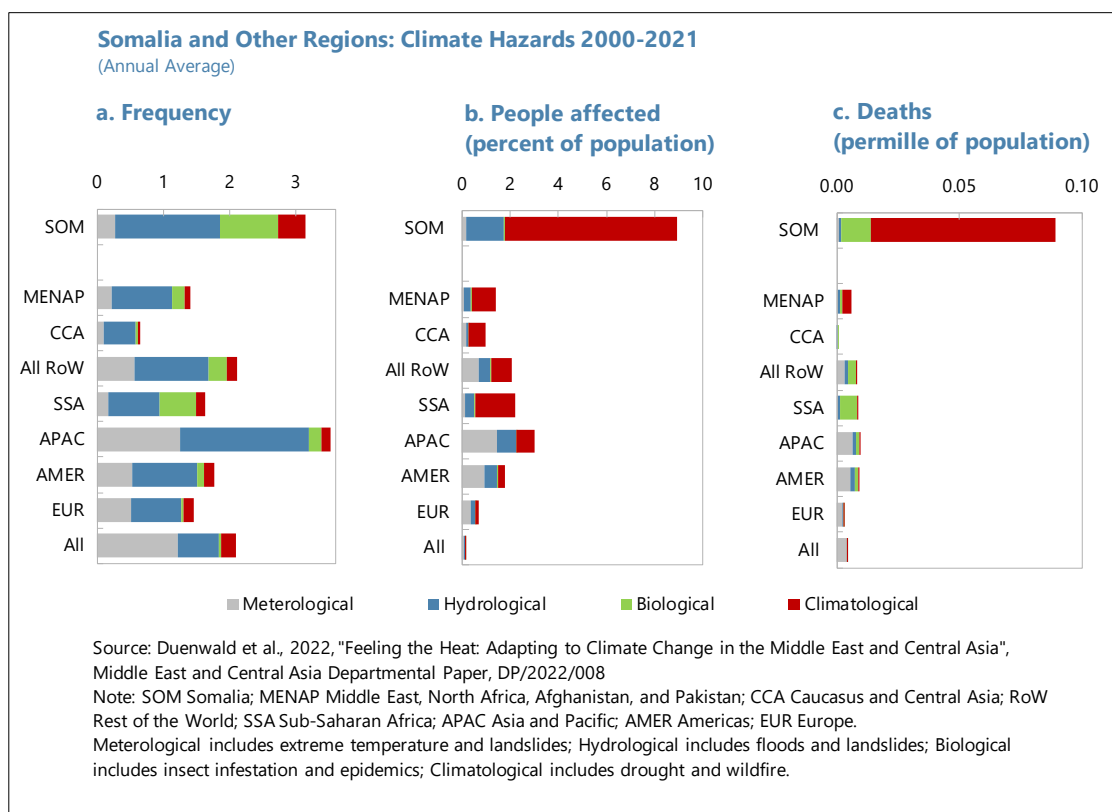 Somalia and Other Regions: Climate Hazards 2000-2021
(Annual Average)
a. Frequency
0 1 2 3
SOM
MENAP
CCA
All RoW
SSA
APAC
AMER
EUR
All
b. People affected
(percent of population)
0 2 4 6 8 10
SOM
MENAP
CCA
All RoW
SSA
APAC
AMER
EUR
All
c. Deaths
(permille of population)
0.00 0.05 0.10
SOM
MENAP
CCA
All RoW
SSA
APAC
AMER
EUR
All
Meterological Hydrological Biological Climatological
Source: Duenwald et al., 2022, "Feeling the Heat: Adapting to Climate Change in the Middle East and Central Asia",
Middle East and Central Asia Departmental Paper, DP/2022/008
Note: SOM Somalia; MENAP Middle East, North Africa, Afghanistan, and Pakistan; CCA Caucasus and Central Asia; RoW
Rest of the World; SSA Sub-Saharan Africa; APAC Asia and Pacific; AMER Americas; EUR Europe.
Meterological includes extreme temperature and landslides; Hydrological includes floods and landslides; Biological
includes insect infestation and epidemics; Climatological includes drought and wildfire.